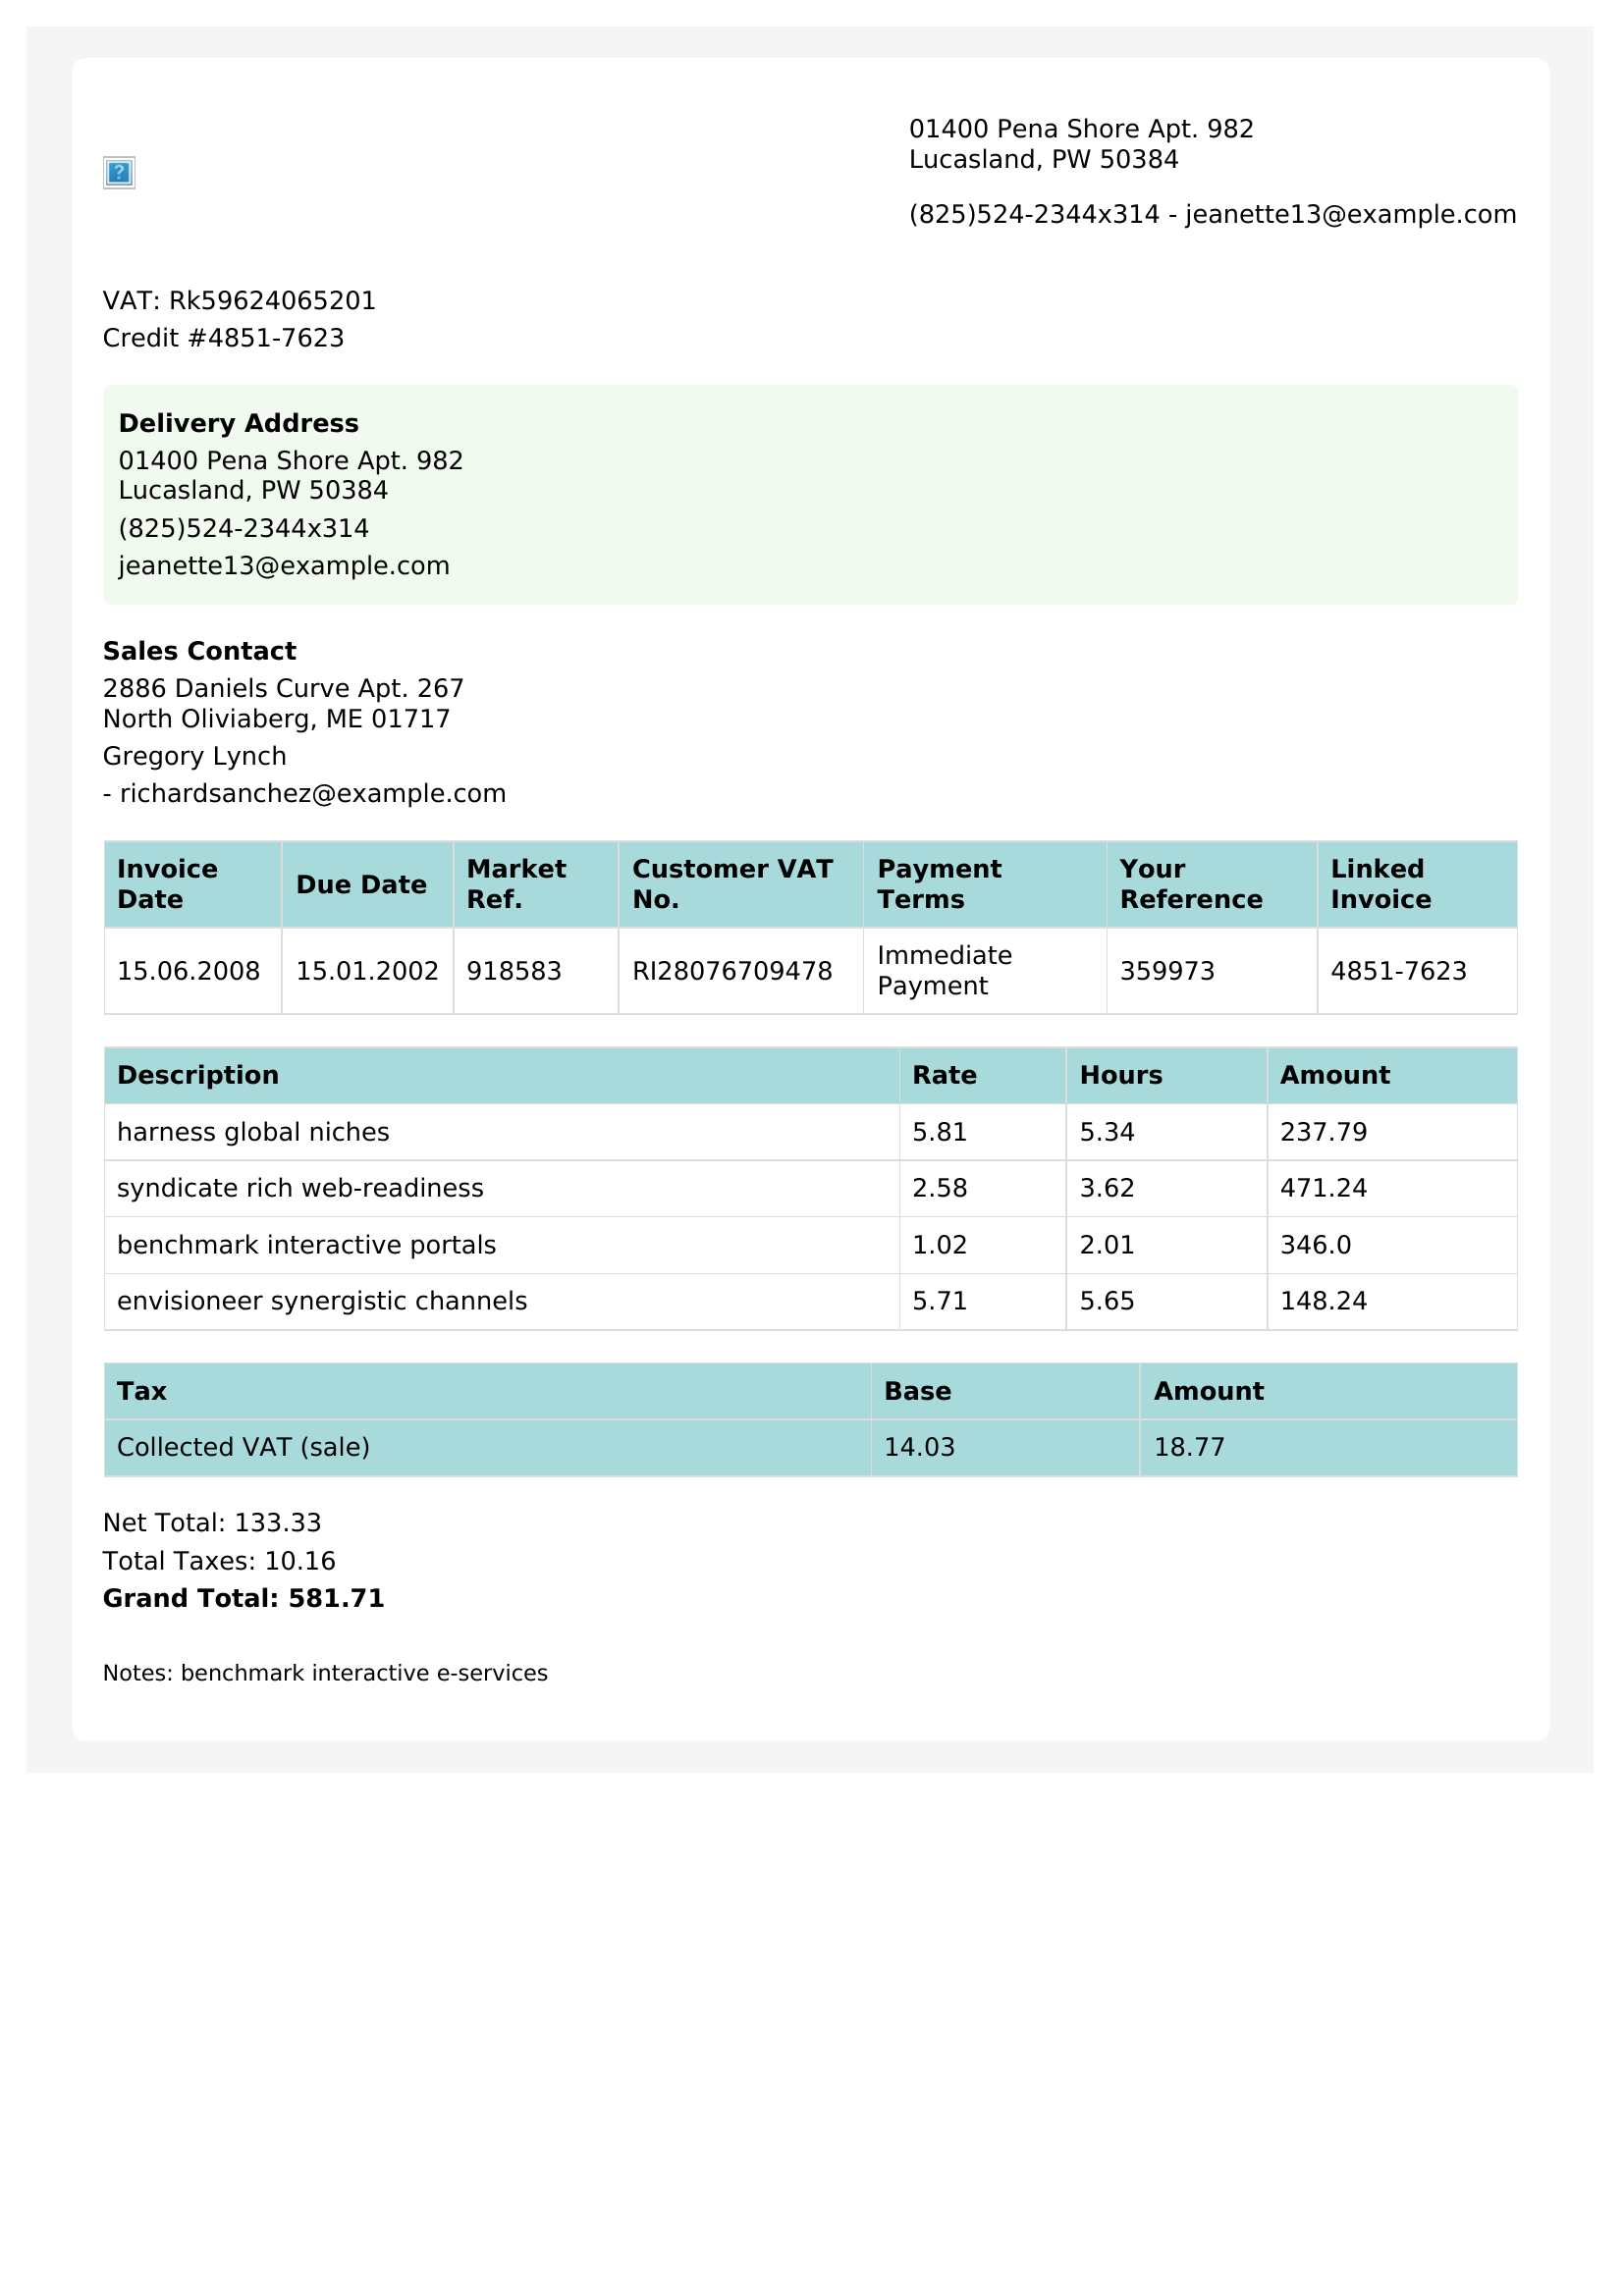 01400 Pena Shore Apt. 982
Lucasland, PW 50384
(825)524-2344x314 - jeanette13@example.com
VAT: Rk59624065201
Credit #4851-7623
Delivery Address
01400 Pena Shore Apt. 982
Lucasland, PW 50384
(825)524-2344x314
jeanette13@example.com
Sales Contact
2886 Daniels Curve Apt. 267
North Oliviaberg, ME 01717
Gregory Lynch
- richardsanchez@example.com
Invoice Date Due Date Market Ref. Customer VAT No. Payment Terms Your Reference Linked Invoice
15.06.2008 15.01.2002 918583 RI28076709478 Immediate Payment 359973 4851-7623
Description Rate Hours Amount
harness global niches 5.81 5.34 237.79
syndicate rich web-readiness 2.58 3.62 471.24
benchmark interactive portals 1.02 2.01 346.0
envisioneer synergistic channels 5.71 5.65 148.24
Tax Base Amount
Collected VAT (sale) 14.03 18.77
Net Total: 133.33
Total Taxes: 10.16
Grand Total: 581.71
Notes: benchmark interactive e-services